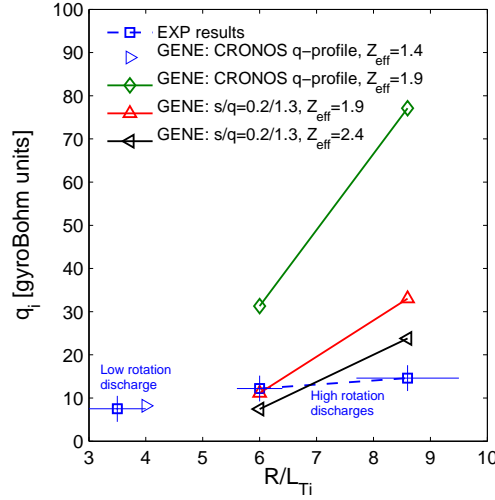 100
90
80
70
60
50
40
30
20
10
0
q_i [gyroBohm units]
EXP results
GENE: CRONOS q−profile, Z_eff=1.4
GENE: CRONOS q−profile, Z_eff=1.9
GENE: s/q=0.2/1.3, Z_eff=1.9
GENE: s/q=0.2/1.3, Z_eff=2.4
Low rotation
discharge
High rotation
discharges
3 4 5 6 7 8 9 10
R/L_Ti